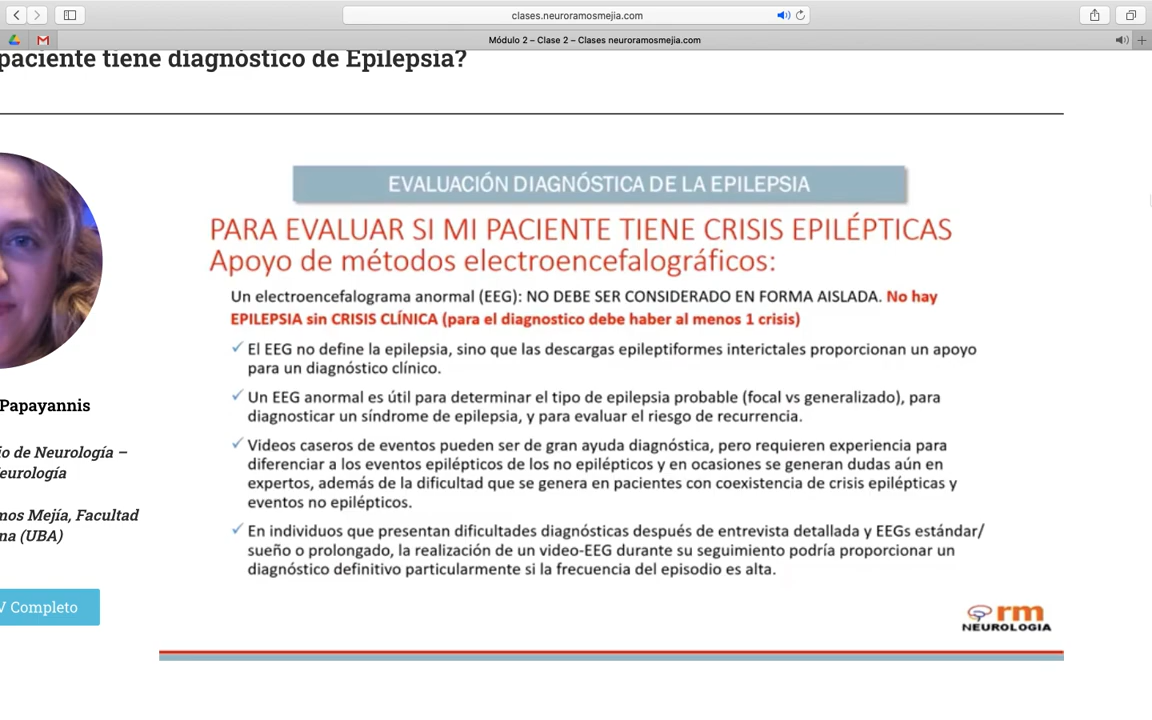 clases.neuroramosmejia.com
Módulo 2 – Clase 2 – Clases neuroramosmejia.com
paciente tiene diagnóstico de Epilepsia?
Papayannis
io de Neurología –
eurología
mos Mejía, Facultad
na (UBA)
V Completo
EVALUACIÓN DIAGNÓSTICA DE LA EPILEPSIA
PARA EVALUAR SI MI PACIENTE TIENE CRISIS EPILÉPTICAS
Apoyo de métodos electroencefalográficos:
Un electroencefalograma anormal (EEG): NO DEBE SER CONSIDERADO EN FORMA AISLADA. No hay
EPILEPSIA sin CRISIS CLÍNICA (para el diagnostico debe haber al menos 1 crisis)
✓ El EEG no define la epilepsia, sino que las descargas epileptiformes interictales proporcionan un apoyo
para un diagnóstico clínico.
✓ Un EEG anormal es útil para determinar el tipo de epilepsia probable (focal vs generalizado), para
diagnosticar un síndrome de epilepsia, y para evaluar el riesgo de recurrencia.
✓ Videos caseros de eventos pueden ser de gran ayuda diagnóstica, pero requieren experiencia para
diferenciar a los eventos epilépticos de los no epilépticos y en ocasiones se generan dudas aún en
expertos, además de la dificultad que se genera en pacientes con coexistencia de crisis epilépticas y
eventos no epilépticos.
✓ En individuos que presentan dificultades diagnósticas después de entrevista detallada y EEGs estándar/
sueño o prolongado, la realización de un video-EEG durante su seguimiento podría proporcionar un
diagnóstico definitivo particularmente si la frecuencia del episodio es alta.
rm
NEUROLOGIA